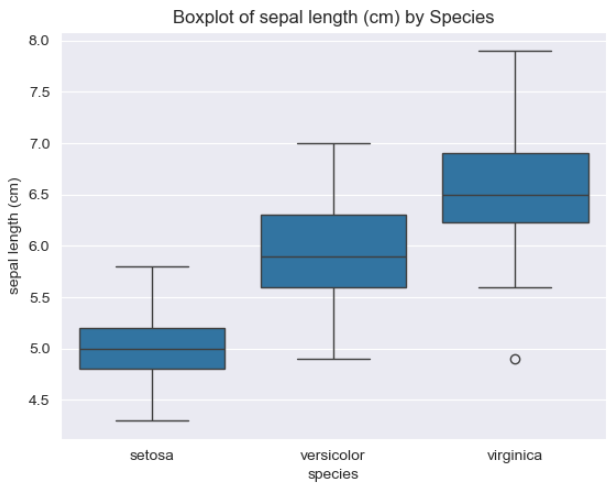 Boxplot of sepal length (cm) by Species
8.0
7.5
7.0
6.5
6.0
5.5
5.0
4.5
sepal length (cm)
setosa versicolor virginica
species